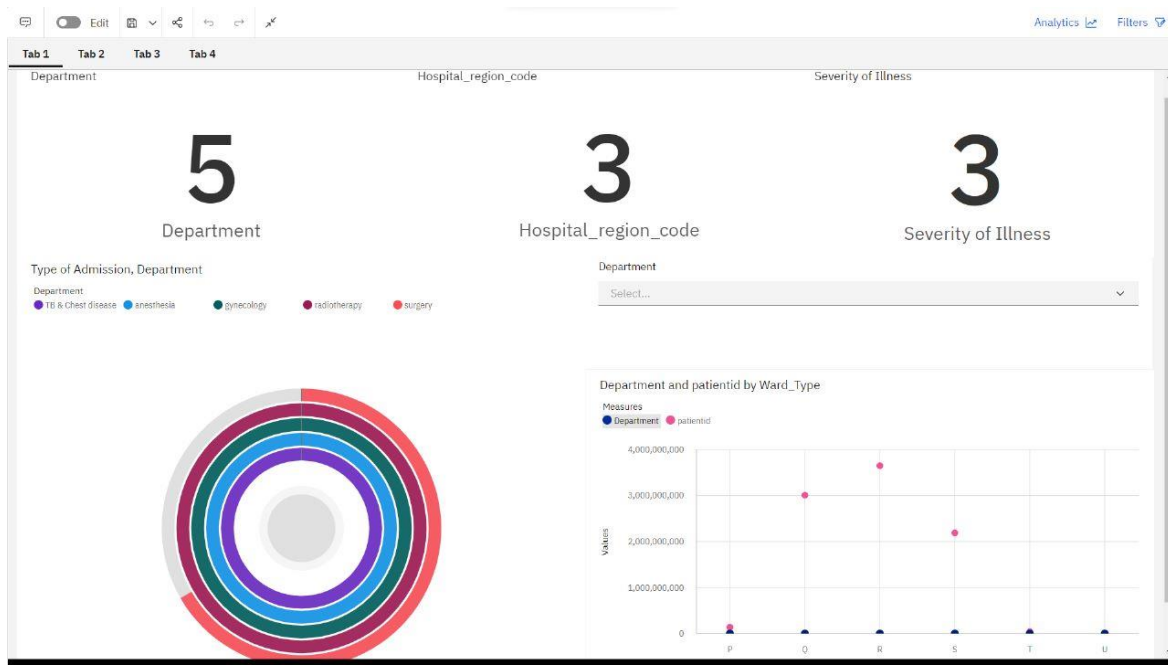 Edit
Analytics
Filters
Tab 1 Tab 2 Tab 3 Tab 4
Department Hospital_region_code Severity of Illness
5 3 3
Department Hospital_region_code Severity of Illness
Type of Admission, Department
Department
TB & Chest disease anesthesia gynecology radiotherapy surgery
Department
Select...
Department and patientid by Ward_Type
Measures
Department patientid
4,000,000,000
3,000,000,000
2,000,000,000
1,000,000,000
0
Values
P Q R S T U